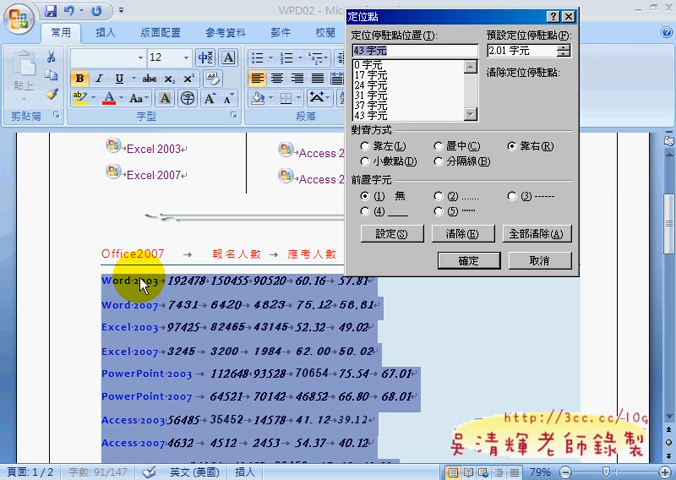 WPD02 - Mic
常用
插入
版面配置
參考資料
郵件
校閱
貼上
12
剪貼簿
字型
段落
定位點
定位停駐點位置(T):
預設定位停駐點(F):
43 字元
2.01 字元
0 字元
17 字元
24 字元
31 字元
37 字元
43 字元
清除定位停駐點:
對齊方式
靠左(L)
置中(C)
靠右(R)
小數點(D)
分隔線(B)
前置字元
(1) 無
(2) .......
(3) ------
(4) ____
(5) ······
設定(S)
清除(E)
全部清除(A)
確定
取消
Excel 2003
Access 2
Excel 2007
Access 2
Office2007 → 報名人數 → 應考人數
Word 2003→192478→150455→90520→60.16→57.81
Word 2007→7431→6420→4823→75.12→56.81
Excel 2003→97425→82465→43145→52.32→49.02
Excel 2007→3245→3200→1984→62.00→50.02
PowerPoint 2003→112648→93528→70654→75.54→67.01
PowerPoint 2007→64521→70142→46852→66.80→68.01
Access 2003→56485→35452→14578→41.12→39.12
Access 2007→4632→4512→2453→54.37→40.12
http://3cc.cc/10g
吳清輝老師錄製
頁面: 1 / 2
字數: 91/147
英文 (美國)
插入
79%